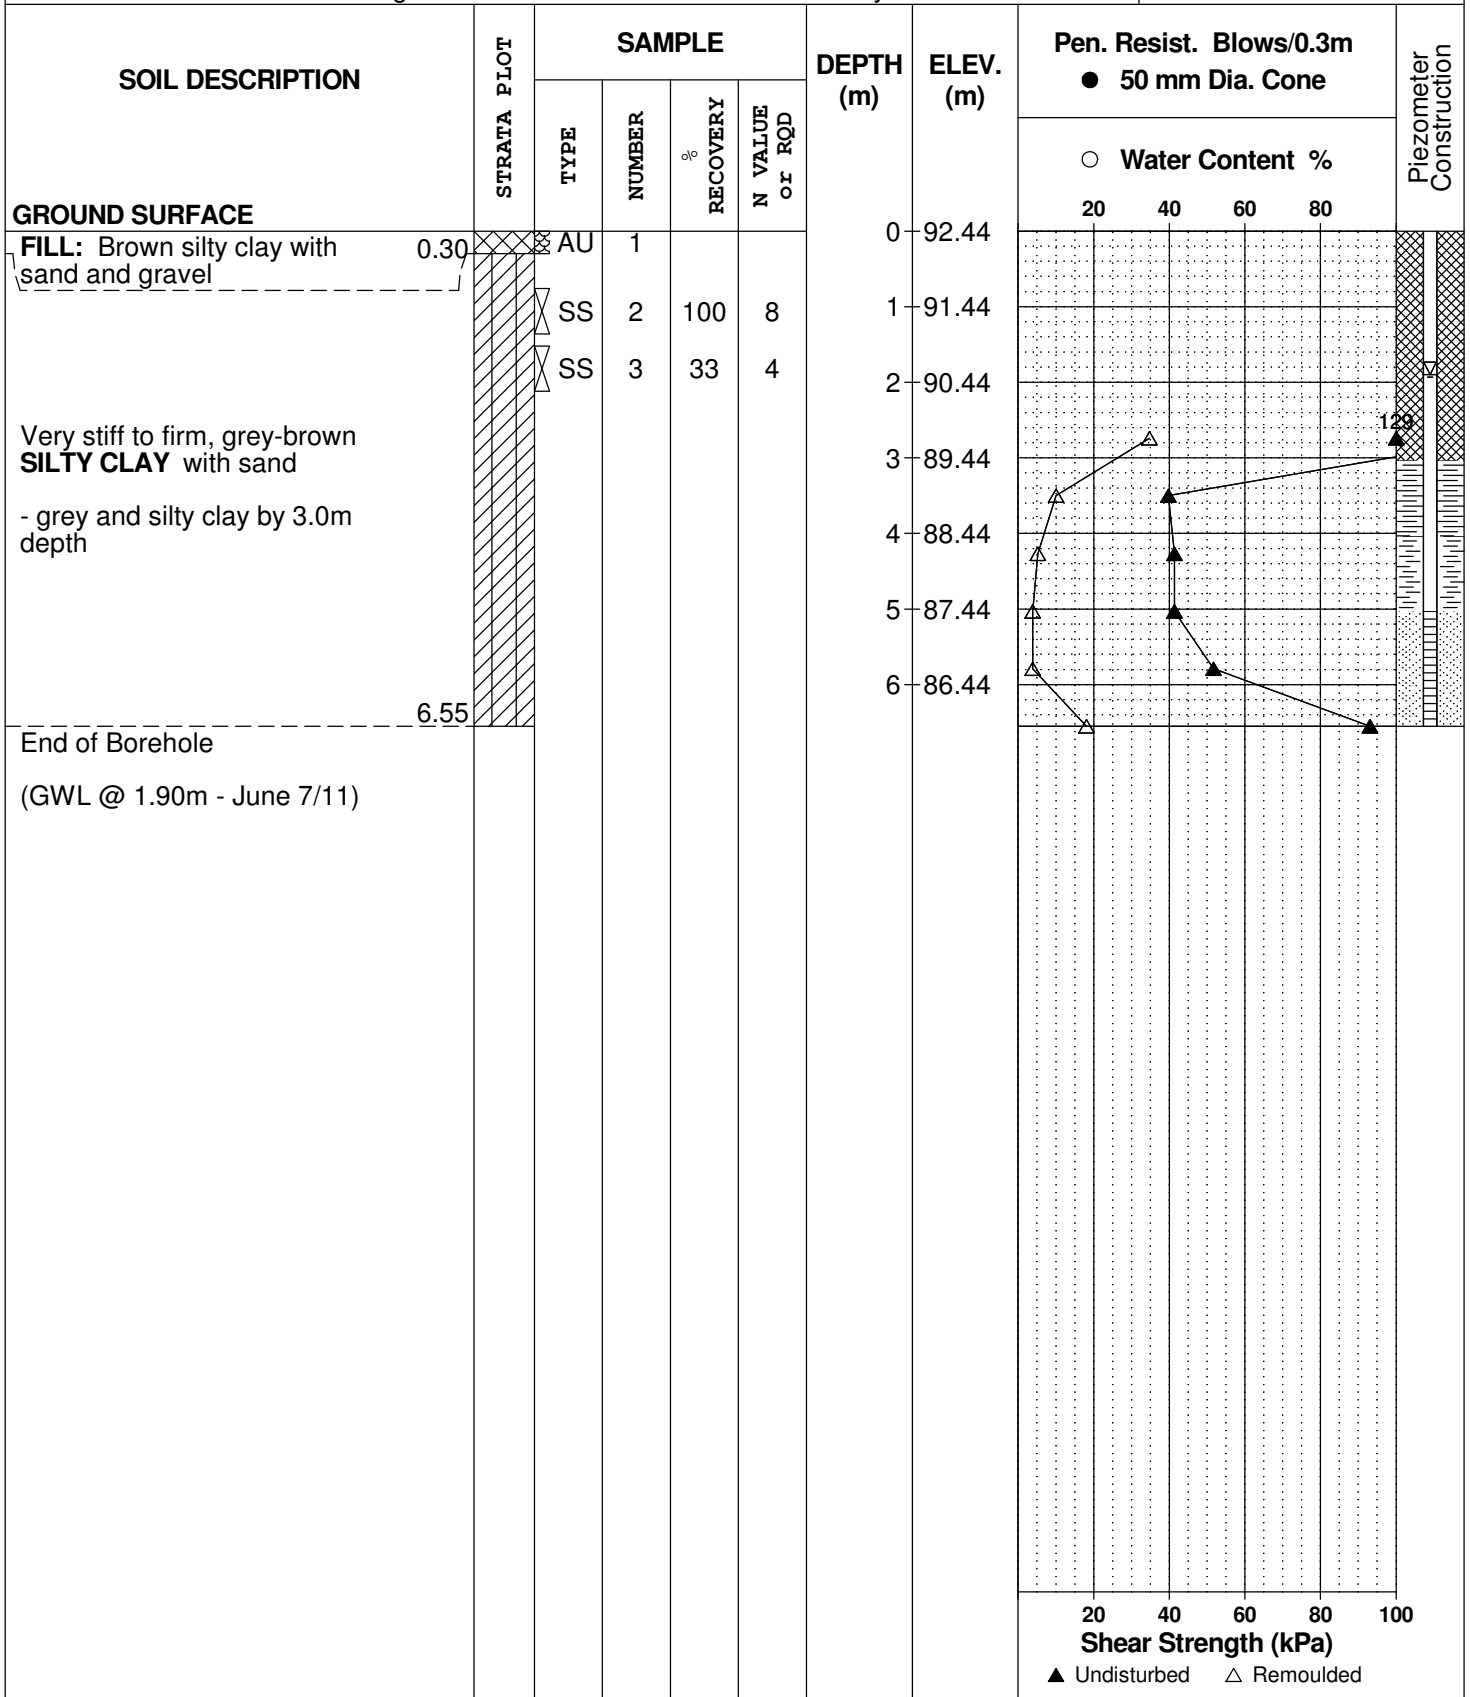 SOIL DESCRIPTION
STRATA PLOT
SAMPLE
TYPE
NUMBER
% RECOVERY
N VALUE or RQD
DEPTH (m)
ELEV. (m)
Pen. Resist. Blows/0.3m
● 50 mm Dia. Cone
○ Water Content %
Piezometer Construction
20 40 60 80
GROUND SURFACE
0 92.44
FILL: Brown silty clay with 0.30 AU 1
sand and gravel
SS 2 100 8 1 91.44
SS 3 33 4
2 90.44
129
Very stiff to firm, grey-brown
SILTY CLAY with sand
3 89.44
- grey and silty clay by 3.0m
depth
4 88.44
5 87.44
6 86.44
6.55
End of Borehole
(GWL @ 1.90m - June 7/11)
20 40 60 80 100
Shear Strength (kPa)
▲ Undisturbed △ Remoulded